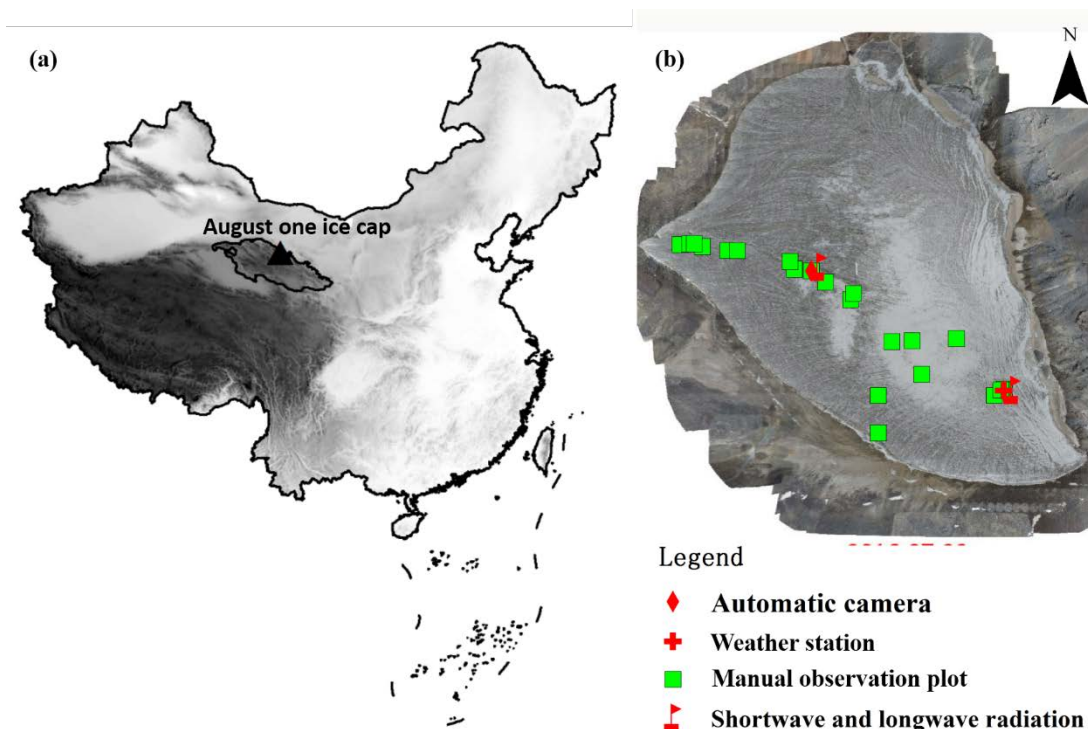 (a)
August one ice cap
(b)
N
Legend
Automatic camera
Weather station
Manual observation plot
Shortwave and longwave radiation